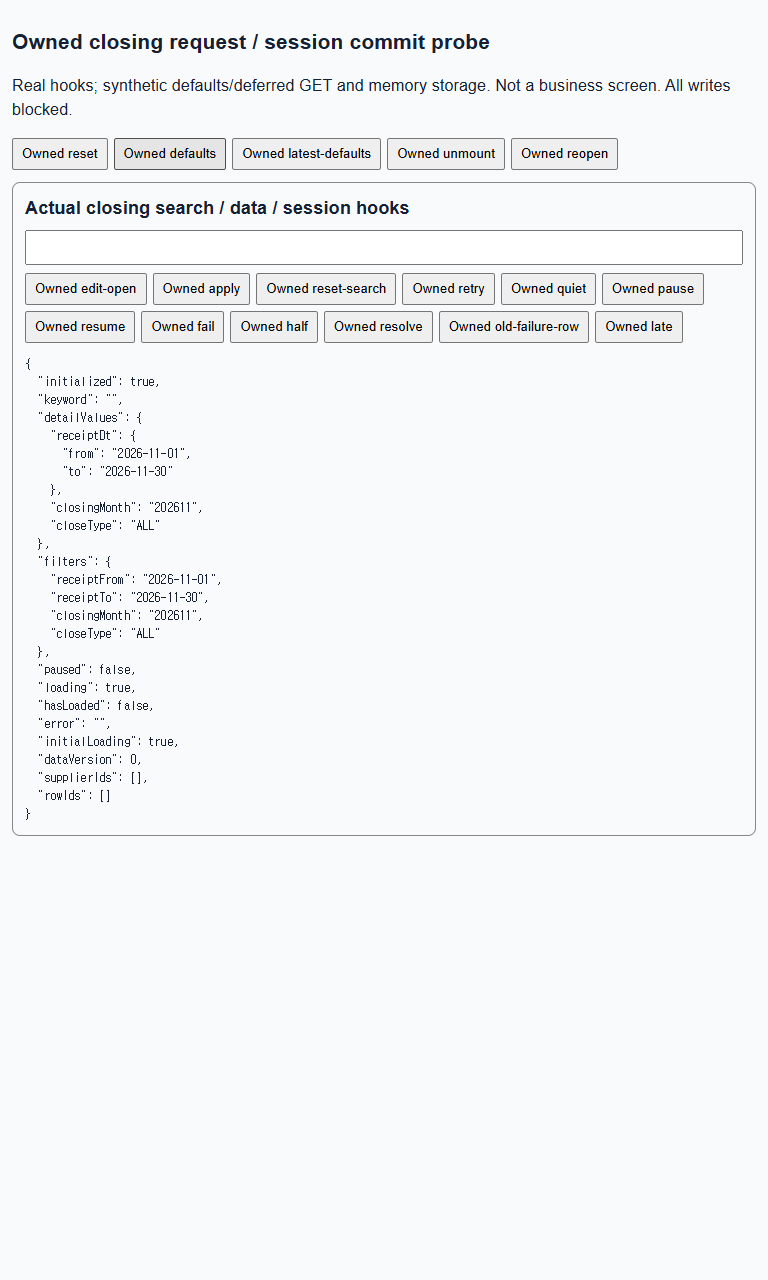 Owned closing request / session commit probe
Real hooks; synthetic defaults/deferred GET and memory storage. Not a business screen. All writes
blocked.
Owned reset Owned defaults Owned latest-defaults Owned unmount Owned reopen
Actual closing search / data / session hooks
Owned edit-open Owned apply Owned reset-search Owned retry Owned quiet Owned pause
Owned resume Owned fail Owned half Owned resolve Owned old-failure-row Owned late
{
  "initialized": true,
  "keyword": "",
  "detailValues": {
    "receiptDt": {
      "from": "2026-11-01",
      "to": "2026-11-30"
    },
    "closingMonth": "202611",
    "closeType": "ALL"
  },
  "filters": {
    "receiptFrom": "2026-11-01",
    "receiptTo": "2026-11-30",
    "closingMonth": "202611",
    "closeType": "ALL"
  },
  "paused": false,
  "loading": true,
  "hasLoaded": false,
  "error": "",
  "initialLoading": true,
  "dataVersion": 0,
  "supplierIds": [],
  "rowIds": []
}